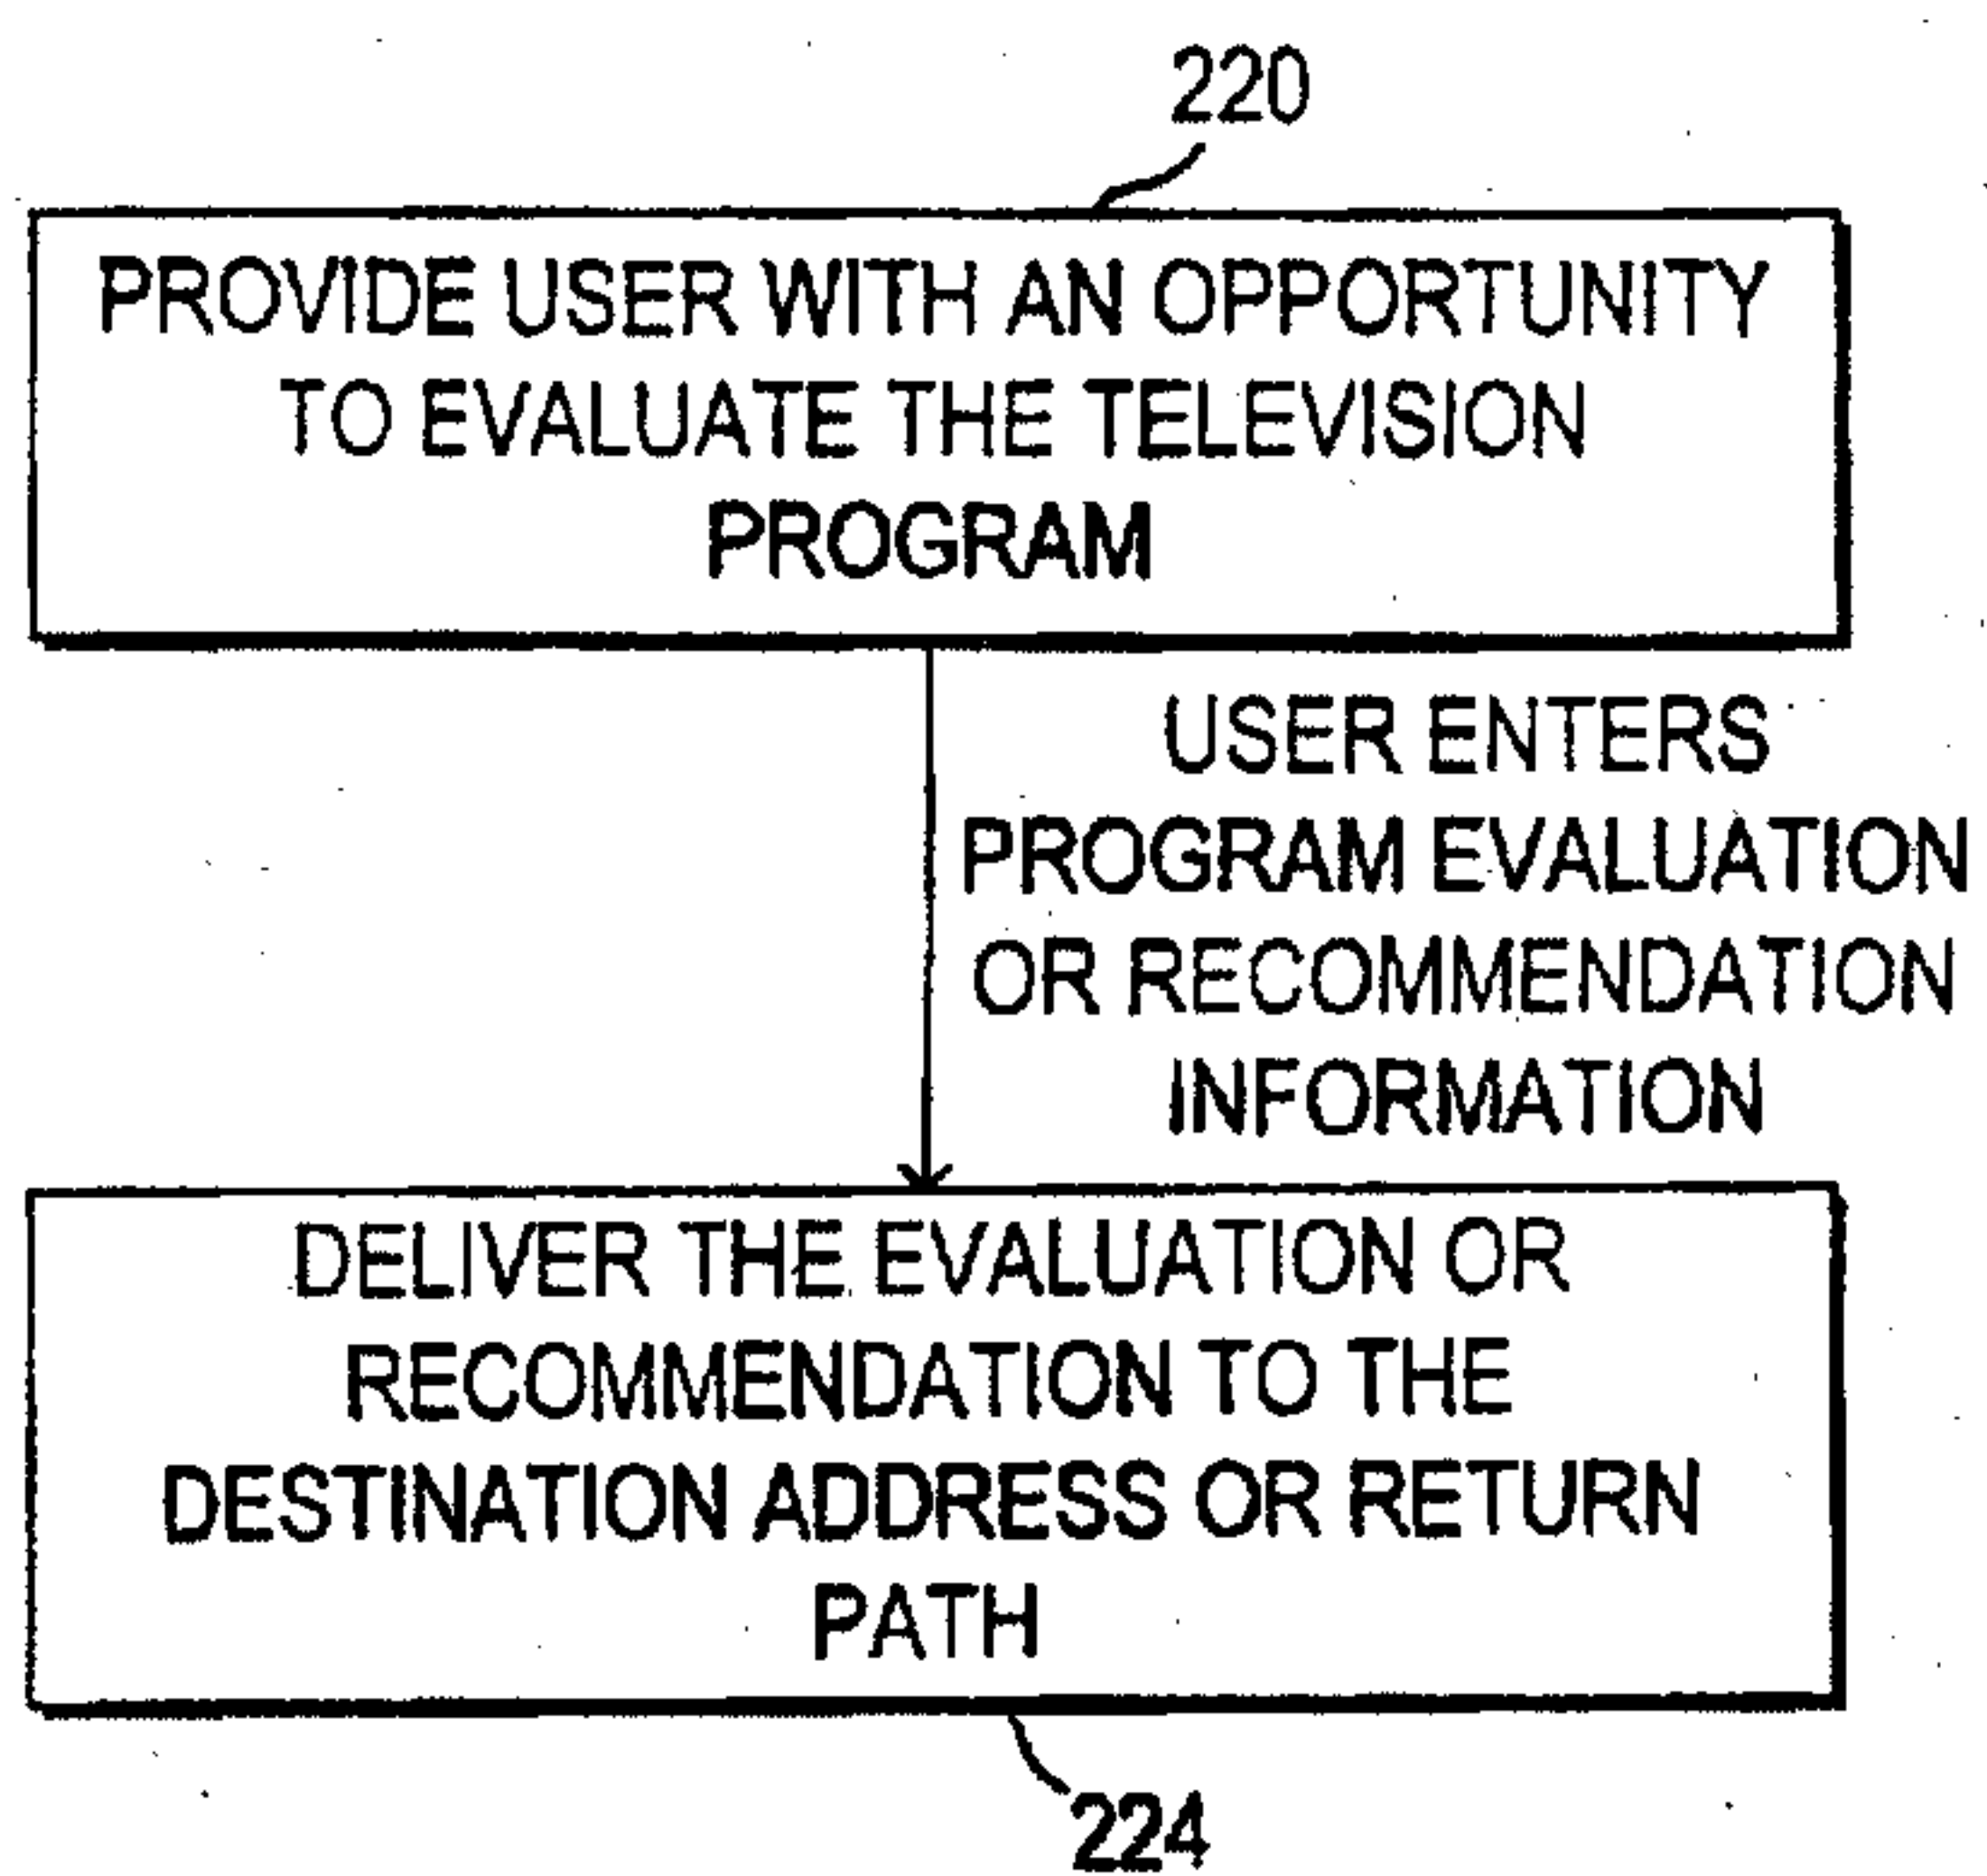 220
PROVIDE USER WITH AN OPPORTUNITY
TO EVALUATE THE TELEVISION
PROGRAM
USER ENTERS
PROGRAM EVALUATION
OR RECOMMENDATION
INFORMATION
DELIVER THE EVALUATION OR
RECOMMENDATION TO THE
DESTINATION ADDRESS OR RETURN
PATH
224